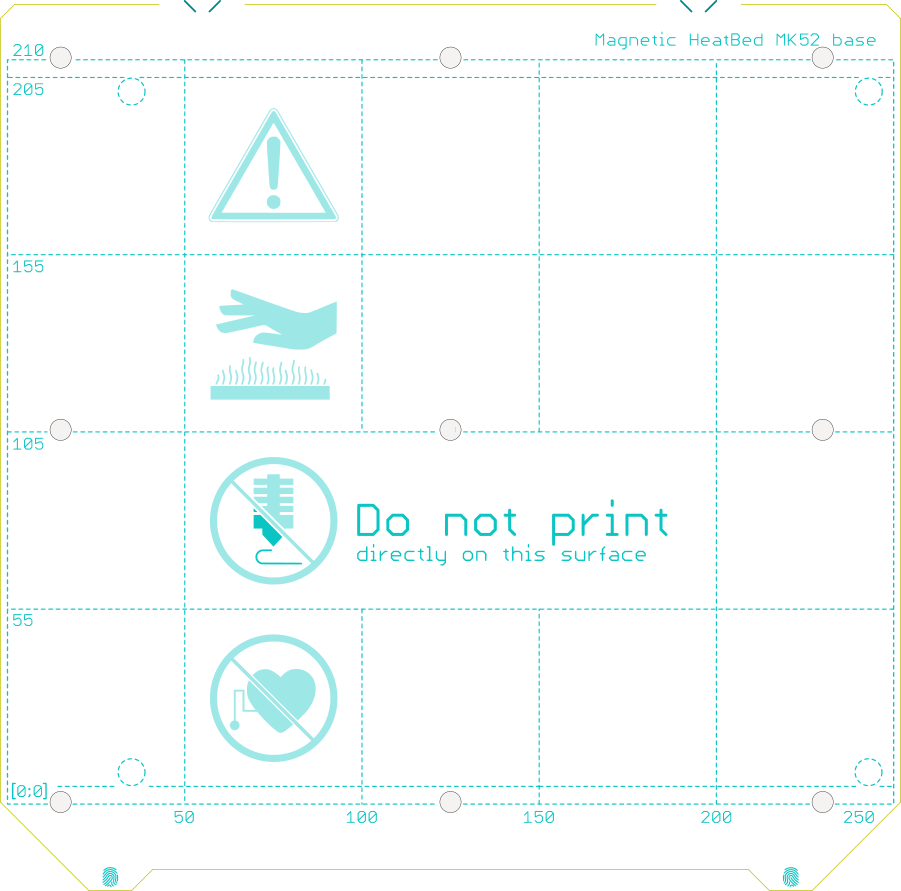 Magnetic HeatBed MK52 base
210
205
155
105
Do not print
directly on this surface
55
[0;0]
50 100 150 200 250